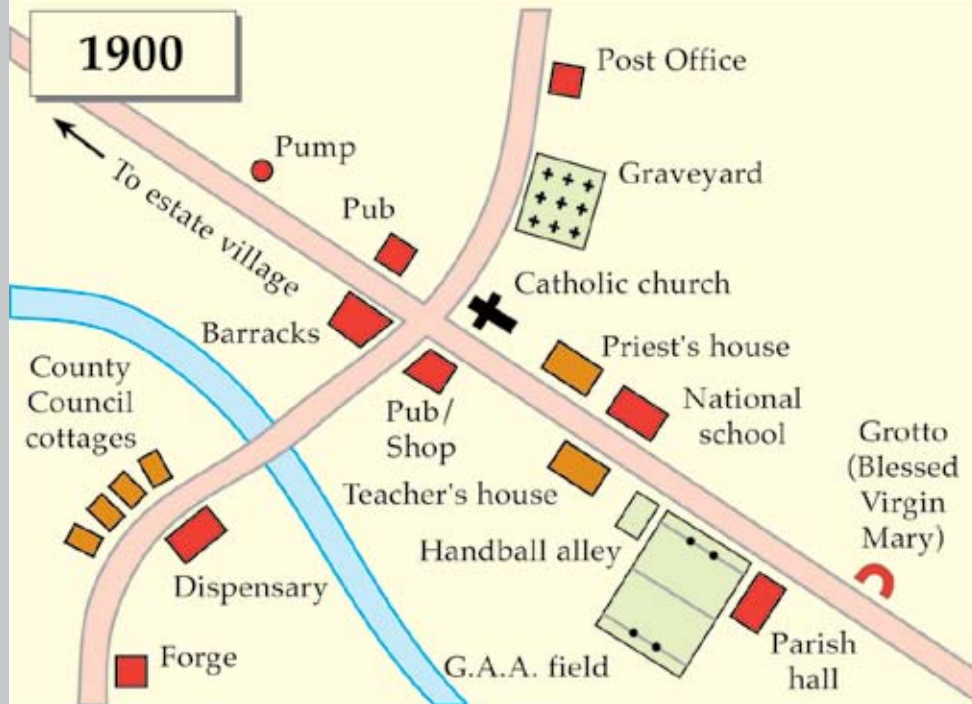 1900
Post Office
Pump
Graveyard
To estate village
Pub
Catholic church
Barracks
Priest's house
County
Council
cottages
Pub/
Shop
National
school
Grotto
(Blessed
Virgin
Mary)
Teacher's house
Handball alley
Dispensary
Forge
G.A.A. field
Parish
hall